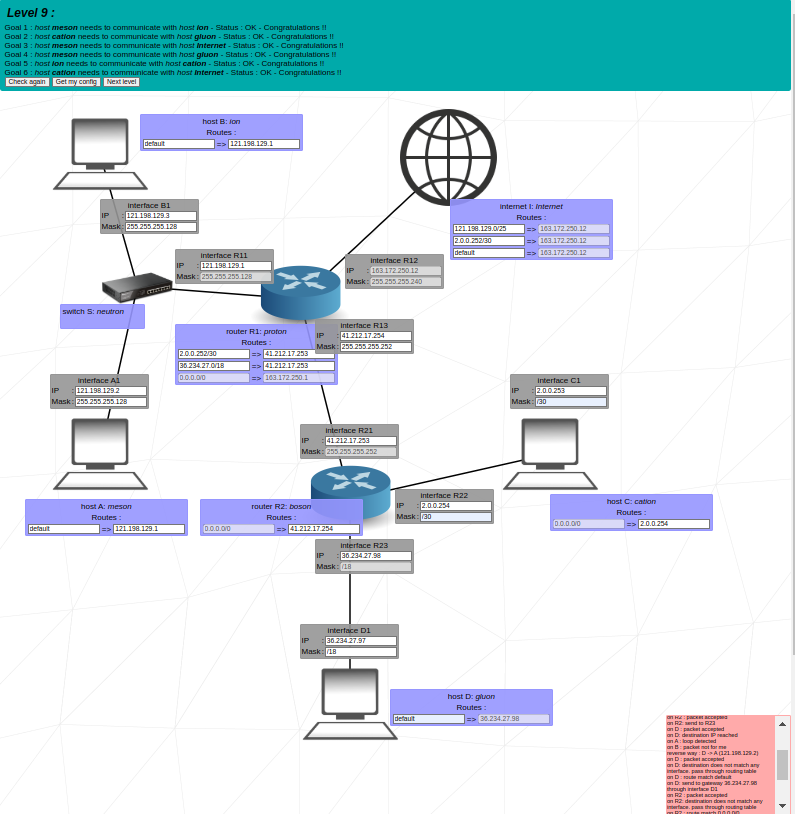 Level 9 :
Goal 1 : host meson needs to communicate with host ion - Status : OK - Congratulations !!
Goal 2 : host cation needs to communicate with host gluon - Status : OK - Congratulations !!
Goal 3 : host meson needs to communicate with host Internet - Status : OK - Congratulations !!
Goal 4 : host meson needs to communicate with host gluon - Status : OK - Congratulations !!
Goal 5 : host ion needs to communicate with host cation - Status : OK - Congratulations !!
Goal 6 : host cation needs to communicate with host Internet - Status : OK - Congratulations !!
Check again Get my config Next level
host B: ion
Routes :
default => 121.198.129.1
internet I: Internet
Routes :
121.198.129.0/25 => 163.172.250.12
2.0.0.252/30 => 163.172.250.12
default => 163.172.250.12
interface B1
IP : 121.198.129.3
Mask : 255.255.255.128
interface R11
IP : 121.198.129.1
Mask : 255.255.255.128
interface R12
IP : 163.172.250.12
Mask : 255.255.255.240
switch S: neutron
router R1: proton
Routes :
2.0.0.252/30 => 41.212.17.253
36.234.27.0/18 => 41.212.17.253
0.0.0.0/0 => 163.172.250.1
interface R13
IP : 41.212.17.254
Mask : 255.255.255.252
interface A1
IP : 121.198.129.2
Mask : 255.255.255.128
interface C1
IP : 2.0.0.253
Mask : /30
interface R21
IP : 41.212.17.253
Mask : 255.255.255.252
interface R22
IP : 2.0.0.254
Mask : /30
host A: meson
Routes :
default => 121.198.129.1
router R2: boson
Routes :
0.0.0.0/0 => 41.212.17.254
host C: cation
Routes :
0.0.0.0/0 => 2.0.0.254
interface R23
IP : 36.234.27.98
Mask : /18
interface D1
IP : 36.234.27.97
Mask : /18
host D: gluon
Routes :
default => 36.234.27.98
on R2 : packet accepted
on R2: send to R23
on D : packet accepted
on D: destination IP reached
on A : loop detected
on B : packet not for me
reverse way : D -> A (121.198.129.2)
on D : packet accepted
on D: destination does not match any
interface. pass through routing table
on D : route match default
on D: send to gateway 36.234.27.98
through interface D1
on R2 : packet accepted
on R2: destination does not match any
interface. pass through routing table
on R2 : route match 0.0.0.0/0